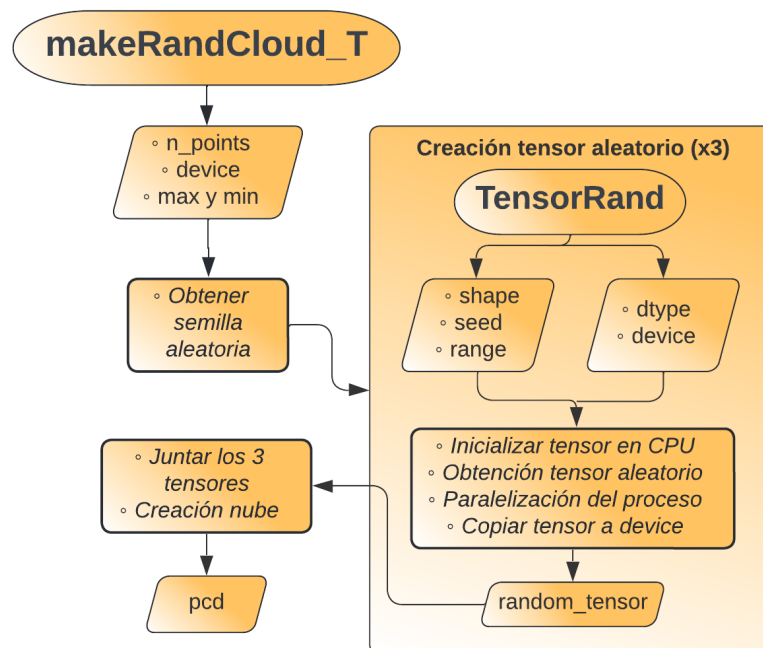 makeRandCloud_T
◦ n_points
◦ device
◦ max y min
◦ Obtener
semilla
aleatoria
Creación tensor aleatorio (x3)
TensorRand
◦ shape
◦ seed
◦ range
◦ dtype
◦ device
◦ Inicializar tensor en CPU
◦ Obtención tensor aleatorio
◦ Paralelización del proceso
◦ Copiar tensor a device
random_tensor
◦ Juntar los 3
tensores
◦ Creación nube
pcd